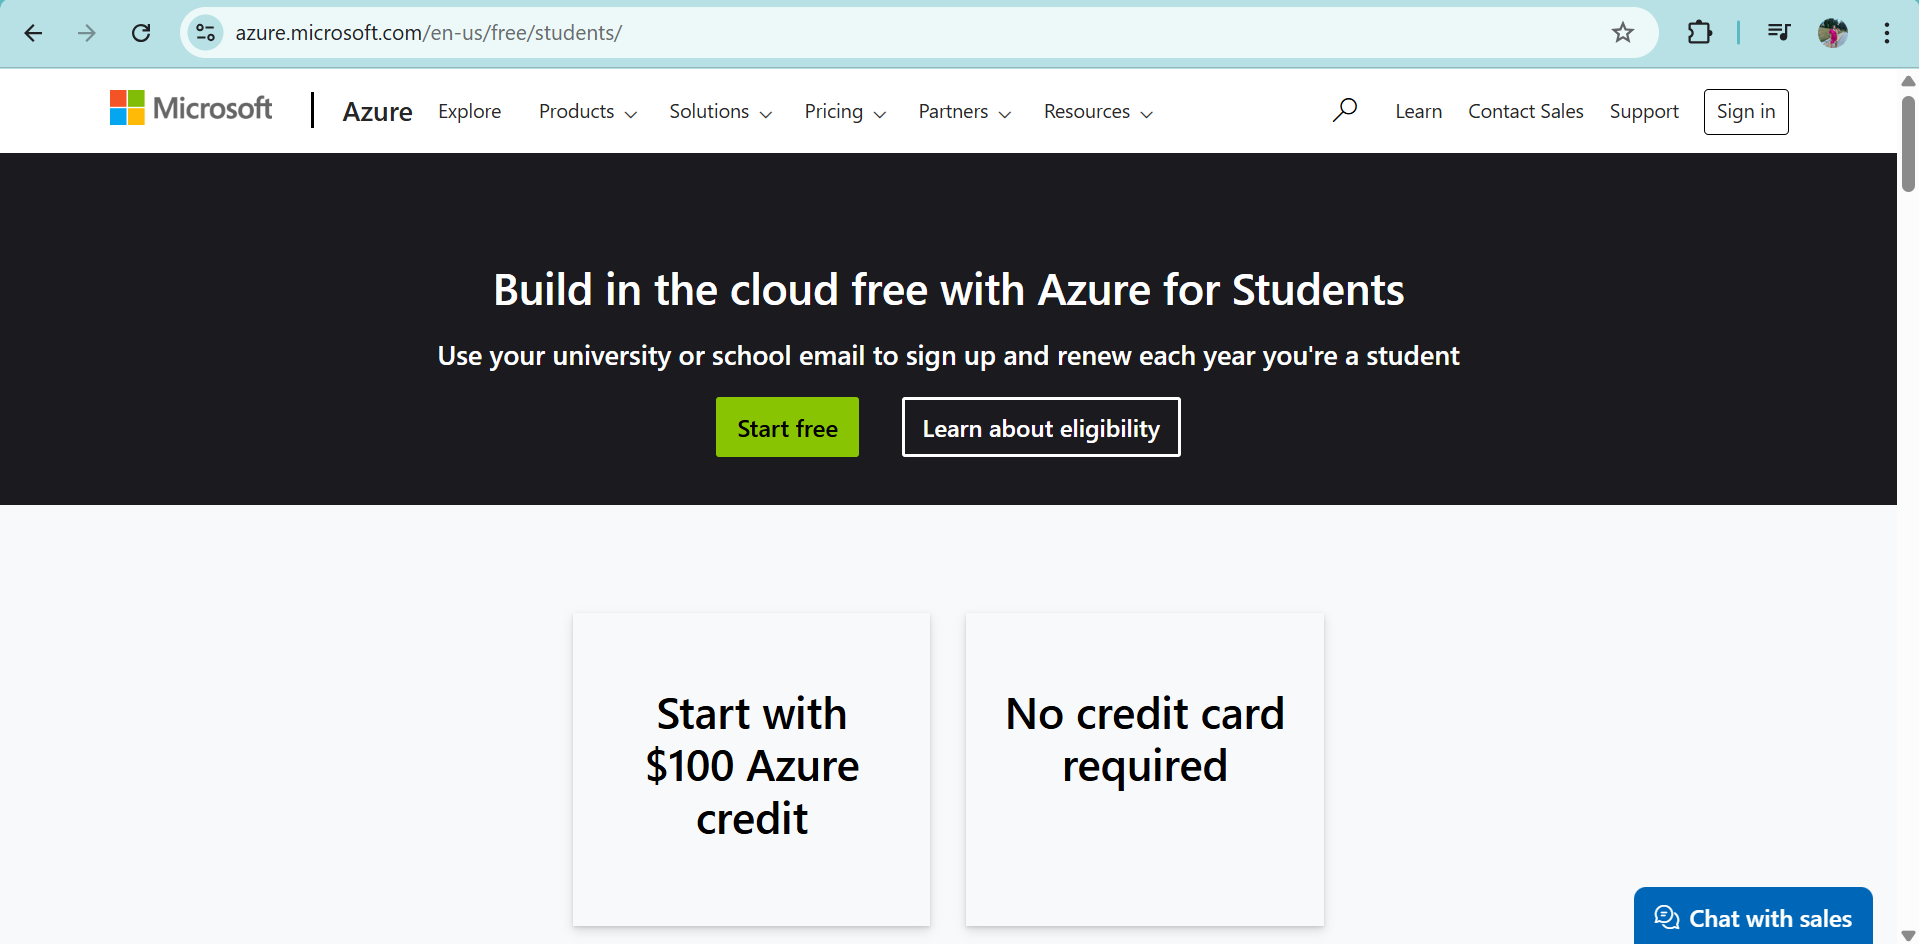 azure.microsoft.com/en-us/free/students/
Microsoft Azure Explore Products Solutions Pricing Partners Resources Learn Contact Sales Support Sign in
Build in the cloud free with Azure for Students
Use your university or school email to sign up and renew each year you're a student
Start free Learn about eligibility
Start with
$100 Azure
credit
No credit card
required
Chat with sales